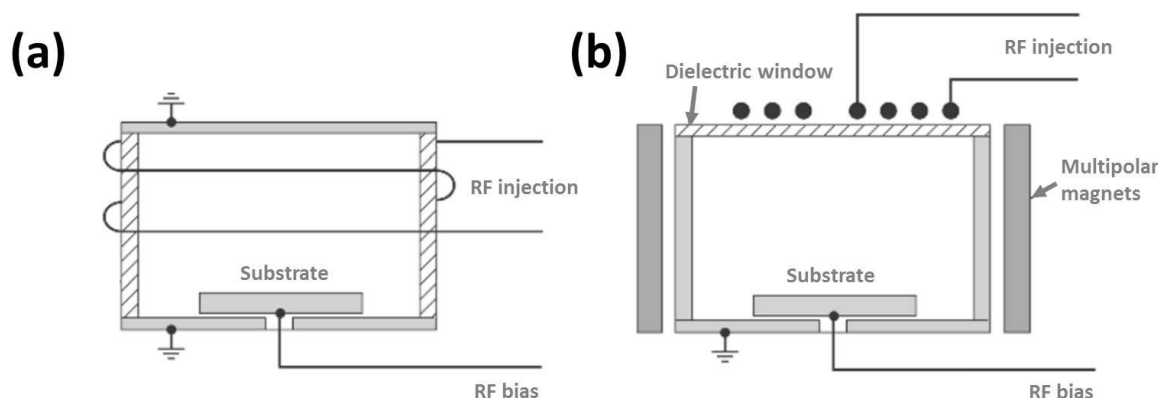 (a)
RF injection
Substrate
RF bias
(b)
RF injection
Dielectric window
Multipolar
magnets
Substrate
RF bias